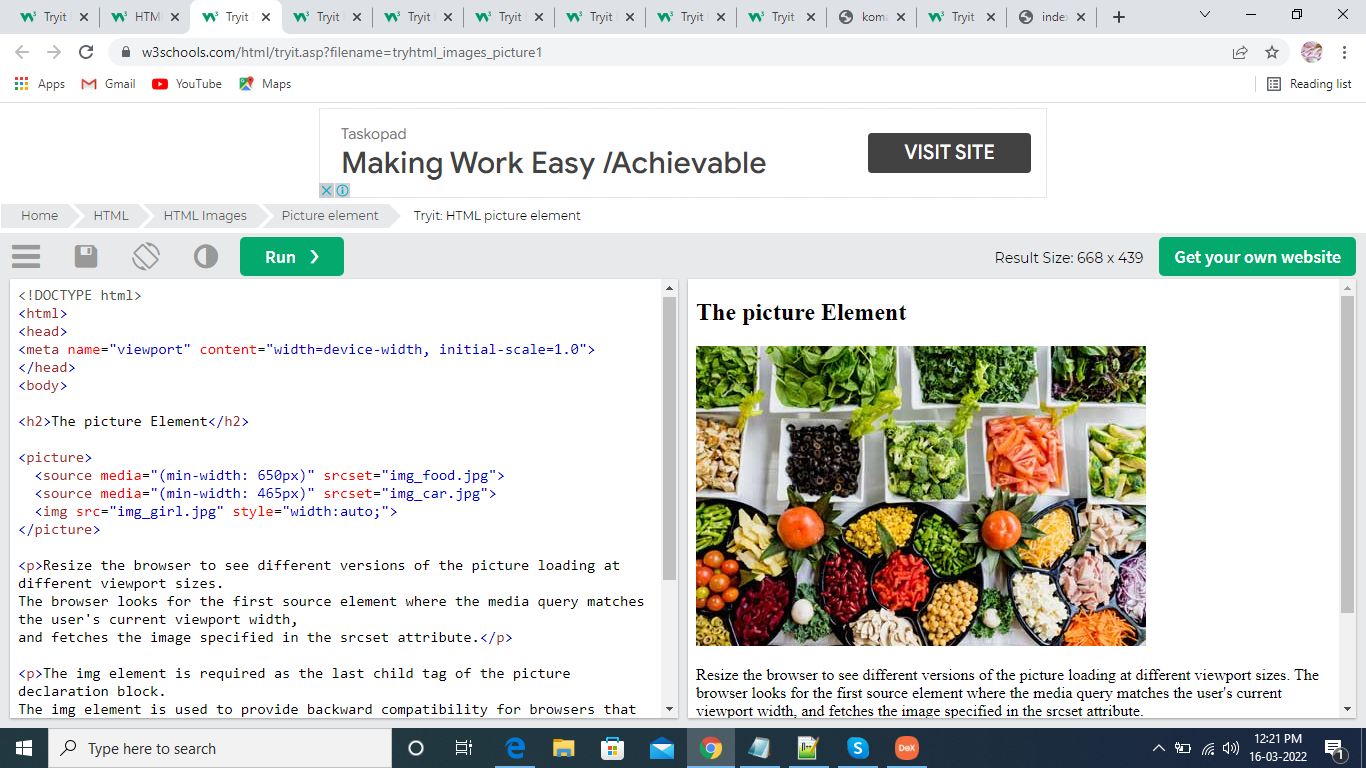 Tryit
HTM
Tryit
Tryit
Tryit
Tryit
Tryit
Tryit
Tryit
kom
Tryit
inde
w3schools.com/html/tryit.asp?filename=tryhtml_images_picture1
Apps Gmail YouTube Maps Reading list
Taskopad
Making Work Easy /Achievable
VISIT SITE
Home HTML HTML Images Picture element Tryit: HTML picture element
Run ❯ Result Size: 668 x 439 Get your own website
<!DOCTYPE html>
<html>
<head>
<meta name="viewport" content="width=device-width, initial-scale=1.0">
</head>
<body>
<h2>The picture Element</h2>
<picture>
<source media="(min-width: 650px)" srcset="img_food.jpg">
<source media="(min-width: 465px)" srcset="img_car.jpg">
<img src="img_girl.jpg" style="width:auto;">
</picture>
<p>Resize the browser to see different versions of the picture loading at
different viewport sizes.
The browser looks for the first source element where the media query matches
the user's current viewport width,
and fetches the image specified in the srcset attribute.</p>
<p>The img element is required as the last child tag of the picture
declaration block.
The img element is used to provide backward compatibility for browsers that
The picture Element
Resize the browser to see different versions of the picture loading at different viewport sizes. The
browser looks for the first source element where the media query matches the user's current
viewport width, and fetches the image specified in the srcset attribute.
Type here to search
DeX
12:21 PM
16-03-2022
1